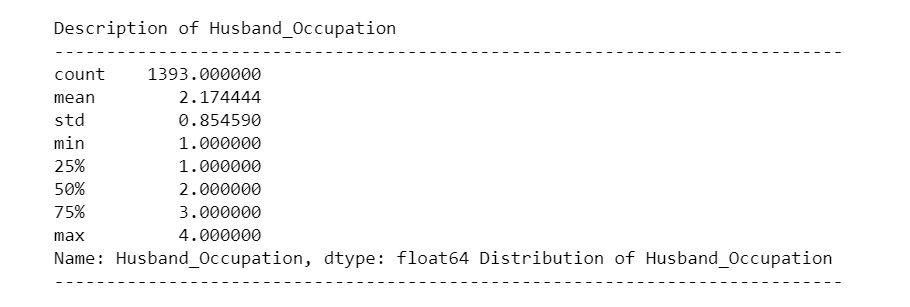 Description of Husband_Occupation
----------------------------------------------------------------------------
count    1393.000000
mean        2.174444
std         0.854590
min         1.000000
25%         1.000000
50%         2.000000
75%         3.000000
max         4.000000
Name: Husband_Occupation, dtype: float64 Distribution of Husband_Occupation
----------------------------------------------------------------------------